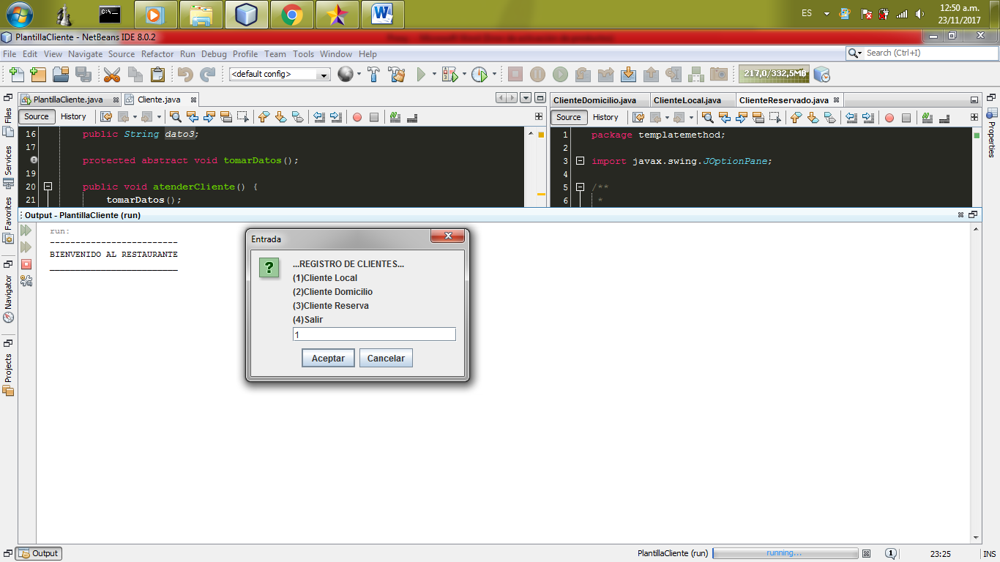 ES
12:50 a.m.
23/11/2017
PlantillaCliente - NetBeans IDE 8.0.2
File Edit View Navigate Source Refactor Run Debug Profile Team Tools Window Help
Search (Ctrl+I)
<default config>
217,0/332,5MB
PlantillaCliente.java Cliente.java
ClienteDomicilio.java ClienteLocal.java ClienteReservado.java
Source History
Source History
Files
Services
Favorites
Navigator
Projects
Properties
16 public String dato3;
17
protected abstract void tomarDatos();
19
20 public void atenderCliente() {
21 tomarDatos();
1 package templatemethod;
2
3 import javax.swing.JOptionPane;
4
5 /**
6 *
Output - PlantillaCliente (run)
run:
-------------------------
BIENVENIDO AL RESTAURANTE
_________________________
Entrada
...REGISTRO DE CLIENTES...
(1)Cliente Local
(2)Cliente Domicilio
(3)Cliente Reserva
(4)Salir
1
Aceptar Cancelar
Output
PlantillaCliente (run) running... 1 23:25 INS